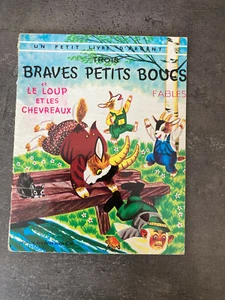 UN PETIT LIVRE D'ARGENT
TROIS
BRAVES PETITS BOUCS
et
FABLES
LE LOUP
ET LES
CHEVREAUX